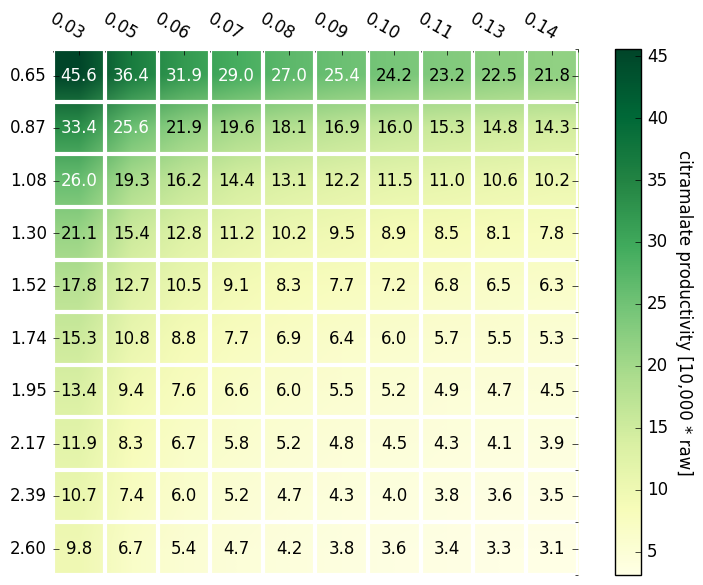 0.03 0.05 0.06 0.07 0.08 0.09 0.10 0.11 0.13 0.14
0.65 45.6 36.4 31.9 29.0 27.0 25.4 24.2 23.2 22.5 21.8
0.87 33.4 25.6 21.9 19.6 18.1 16.9 16.0 15.3 14.8 14.3
1.08 26.0 19.3 16.2 14.4 13.1 12.2 11.5 11.0 10.6 10.2
1.30 21.1 15.4 12.8 11.2 10.2 9.5 8.9 8.5 8.1 7.8
1.52 17.8 12.7 10.5 9.1 8.3 7.7 7.2 6.8 6.5 6.3
1.74 15.3 10.8 8.8 7.7 6.9 6.4 6.0 5.7 5.5 5.3
1.95 13.4 9.4 7.6 6.6 6.0 5.5 5.2 4.9 4.7 4.5
2.17 11.9 8.3 6.7 5.8 5.2 4.8 4.5 4.3 4.1 3.9
2.39 10.7 7.4 6.0 5.2 4.7 4.3 4.0 3.8 3.6 3.5
2.60 9.8 6.7 5.4 4.7 4.2 3.8 3.6 3.4 3.3 3.1
45
40
35
30
25
20
15
10
5
citramalate productivity [10,000 * raw]